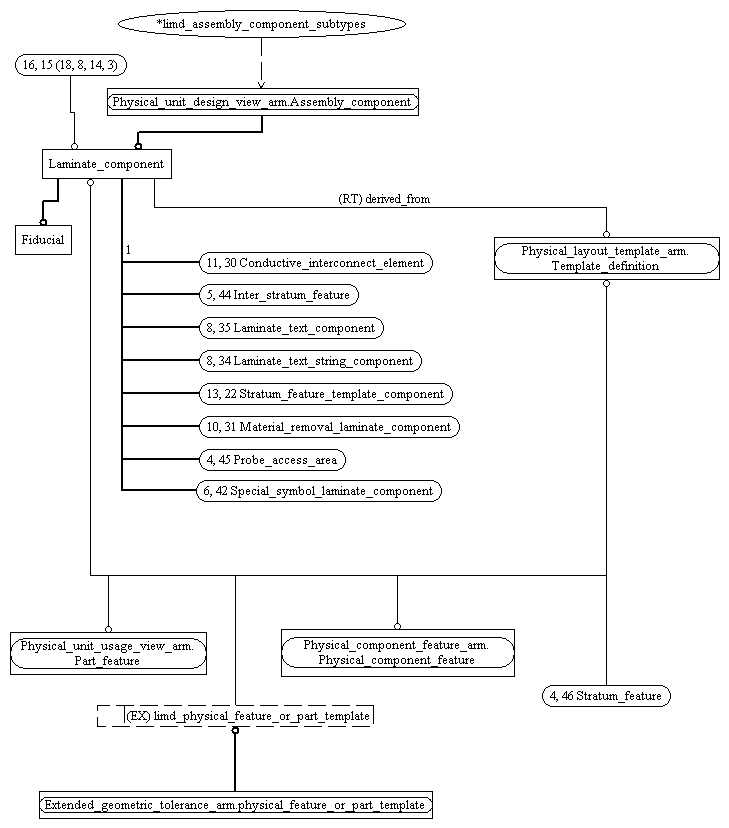 *limd_assembly_component_subtypes
16, 15 (18, 8, 14, 3)
Physical_unit_design_view_arm.Assembly_component
Laminate_component
(RT) derived_from
Fiducial
1
Physical_layout_template_arm.
Template_definition
11, 30 Conductive_interconnect_element
5, 44 Inter_stratum_feature
8, 35 Laminate_text_component
8, 34 Laminate_text_string_component
13, 22 Stratum_feature_template_component
10, 31 Material_removal_laminate_component
4, 45 Probe_access_area
6, 42 Special_symbol_laminate_component
Physical_unit_usage_view_arm.
Part_feature
Physical_component_feature_arm.
Physical_component_feature
4, 46 Stratum_feature
(EX) limd_physical_feature_or_part_template
Extended_geometric_tolerance_arm.physical_feature_or_part_template